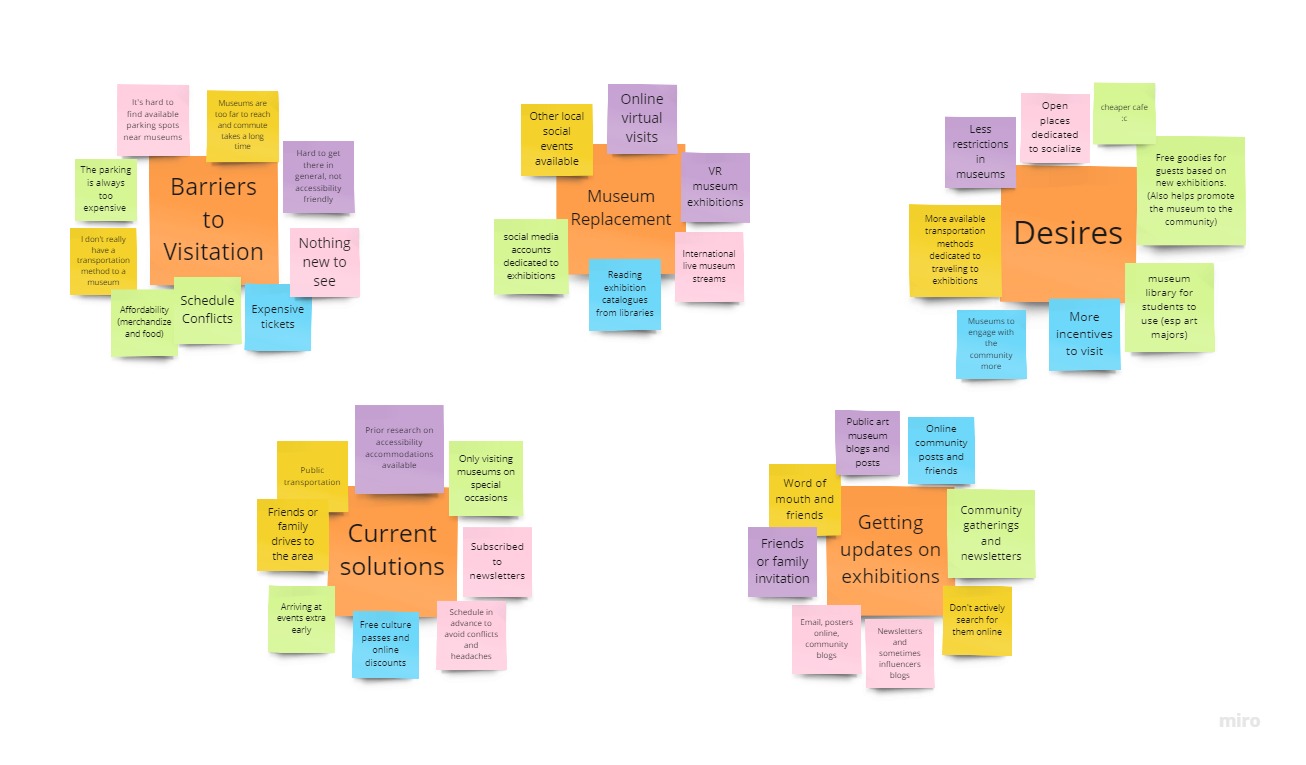 It's hard to
find available
parking spots
near museums
Museums are
too far to reach
and commute
takes a long
time
Hard to get
there in
general, not
accessibility
friendly
The parking
is always
too
expensive
Barriers
to
Visitation
I don't really
have a
transportation
method to a
museum
Nothing
new to
see
Affordability
(merchandize
and food)
Schedule
Conflicts
Expensive
tickets
Other local
social
events
available
Online
virtual
visits
VR
museum
exhibitions
Museum
Replacement
social media
accounts
dedicated to
exhibitions
International
live museum
streams
Reading
exhibition
catalogues
from libraries
Less
restrictions
in
museums
Open
places
dedicated
to socialize
cheaper cafe
:c
Free goodies for
guests based on
new exhibitions.
(Also helps promote
the museum to the
community)
More available
transportation
methods
dedicated to
traveling to
exhibitions
Desires
museum
library for
students to
use (esp art
majors)
Museums to
engage with
the
community
more
More
incentives
to visit
Prior research on
accessibility
accommodations
available
Public
transportation
Only visiting
museums on
special
occasions
Friends or
family
drives to
the area
Current
solutions
Subscribed
to
newsletters
Arriving at
events extra
early
Free culture
passes and
online
discounts
Schedule in
advance to
avoid conflicts
and
headaches
Public art
museum
blogs and
posts
Online
community
posts and
friends
Word of
mouth and
friends
Community
gatherings
and
newsletters
Getting
updates on
exhibitions
Friends
or family
invitation
Don't actively
search for
them online
Email, posters
online,
community
blogs
Newsletters
and
sometimes
influencers
blogs
miro